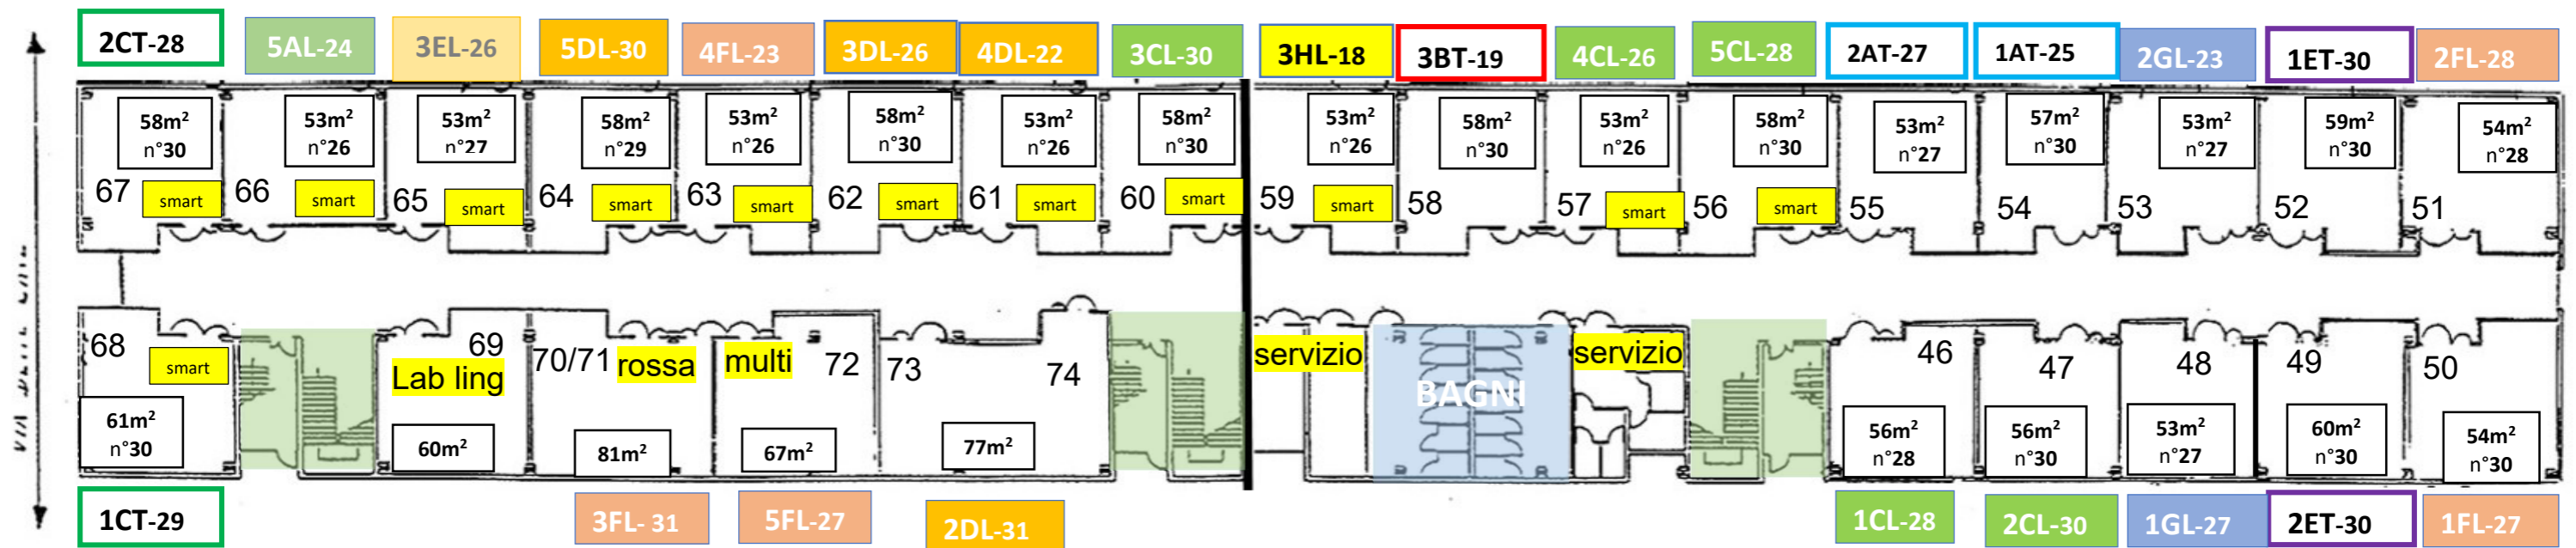 2CT-28 5AL-24 3EL-26 5DL-30 4FL-23 3DL-26 4DL-22 3CL-30 3HL-18 3BT-19 4CL-26 5CL-28 2AT-27 1AT-25 2GL-23 1ET-30 2FL-28
58m² 53m² 53m² 58m² 53m² 58m² 53m² 58m² 53m² 58m² 53m² 58m² 53m² 57m² 53m² 59m² 54m²
n°30 n°26 n°27 n°29 n°26 n°30 n°26 n°30 n°26 n°30 n°26 n°30 n°27 n°30 n°27 n°30 n°28
67 smart 66 smart 65 smart 64 smart 63 smart 62 smart 61 smart 60 smart 59 smart 58 57 smart 56 smart 55 54 53 52 51
68 69 70/71 rossa multi 72 73 74 servizio servizio 46 47 48 49 50
smart Lab ling BAGNI
61m² 60m² 81m² 67m² 77m² 56m² 56m² 53m² 60m² 54m²
n°30 n°28 n°30 n°27 n°30 n°30
1CT-29 3FL- 31 5FL-27 2DL-31 1CL-28 2CL-30 1GL-27 2ET-30 1FL-27